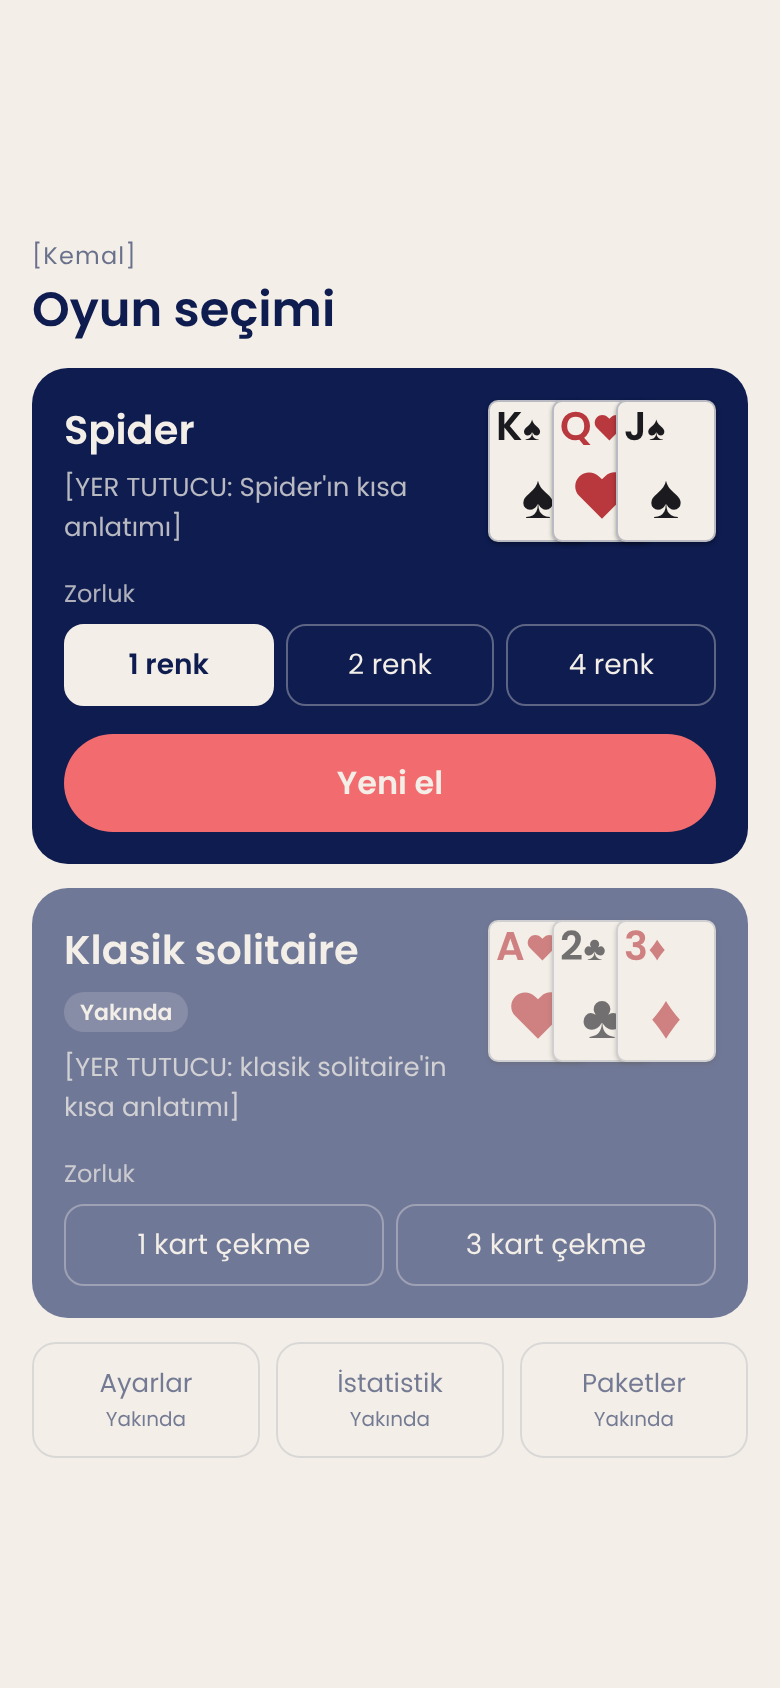 [Kemal]
Oyun seçimi
Spider
[YER TUTUCU: Spider'ın kısa
anlatımı]
K♠ Q♥ J♠
Zorluk
1 renk
2 renk
4 renk
Yeni el
Klasik solitaire
Yakında
[YER TUTUCU: klasik solitaire'in
kısa anlatımı]
A♥ 2♣ 3♦
Zorluk
1 kart çekme
3 kart çekme
Ayarlar
Yakında
İstatistik
Yakında
Paketler
Yakında